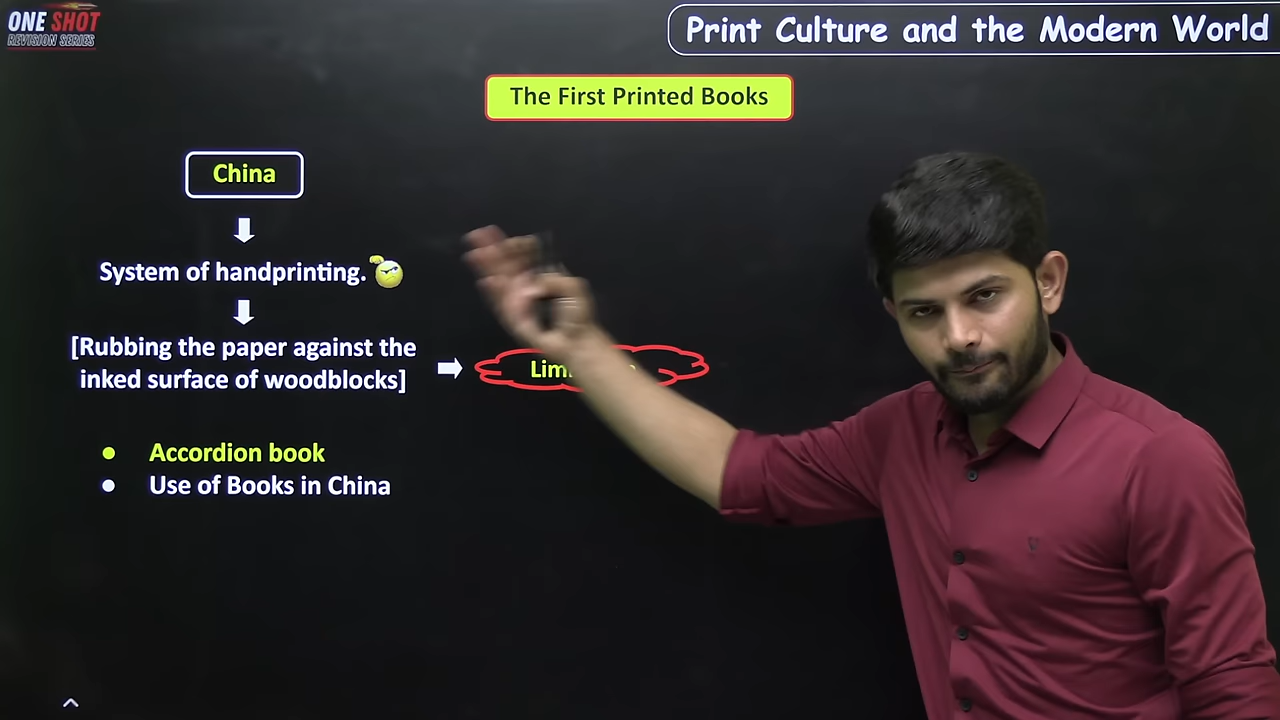 ONE SHOT
REVISION SERIES
Print Culture and the Modern World
The First Printed Books
China
System of handprinting.
[Rubbing the paper against the
inked surface of woodblocks]
● Accordion book
● Use of Books in China